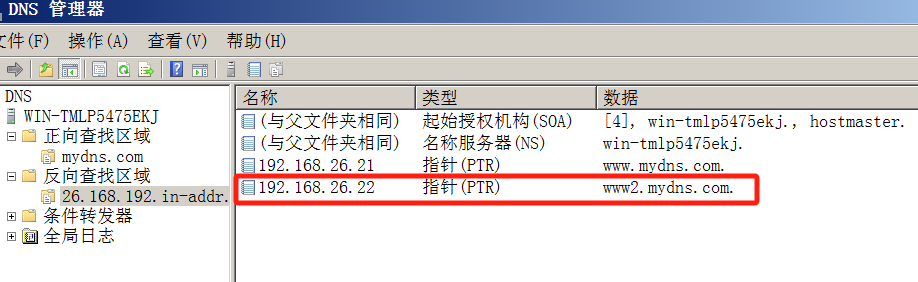 DNS 管理器
文件(F) 操作(A) 查看(V) 帮助(H)
DNS
WIN-TMLP5475EKJ
正向查找区域
mydns.com
反向查找区域
26.168.192.in-addr.
条件转发器
全局日志
名称 类型 数据
(与父文件夹相同) 起始授权机构(SOA) [4], win-tmlp5475ekj., hostmaster.
(与父文件夹相同) 名称服务器(NS) win-tmlp5475ekj.
192.168.26.21 指针(PTR) www.mydns.com.
192.168.26.22 指针(PTR) www2.mydns.com.